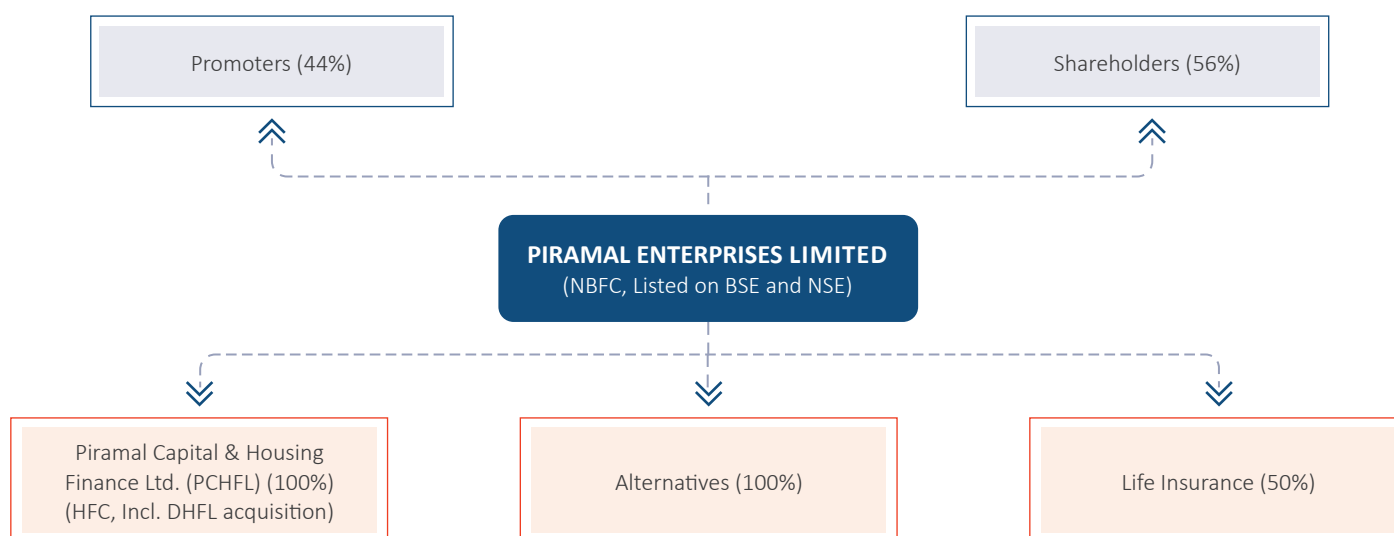 Promoters (44%)
Shareholders (56%)
PIRAMAL ENTERPRISES LIMITED
(NBFC, Listed on BSE and NSE)
Piramal Capital & Housing
Finance Ltd. (PCHFL) (100%)
(HFC, Incl. DHFL acquisition)
Alternatives (100%)
Life Insurance (50%)